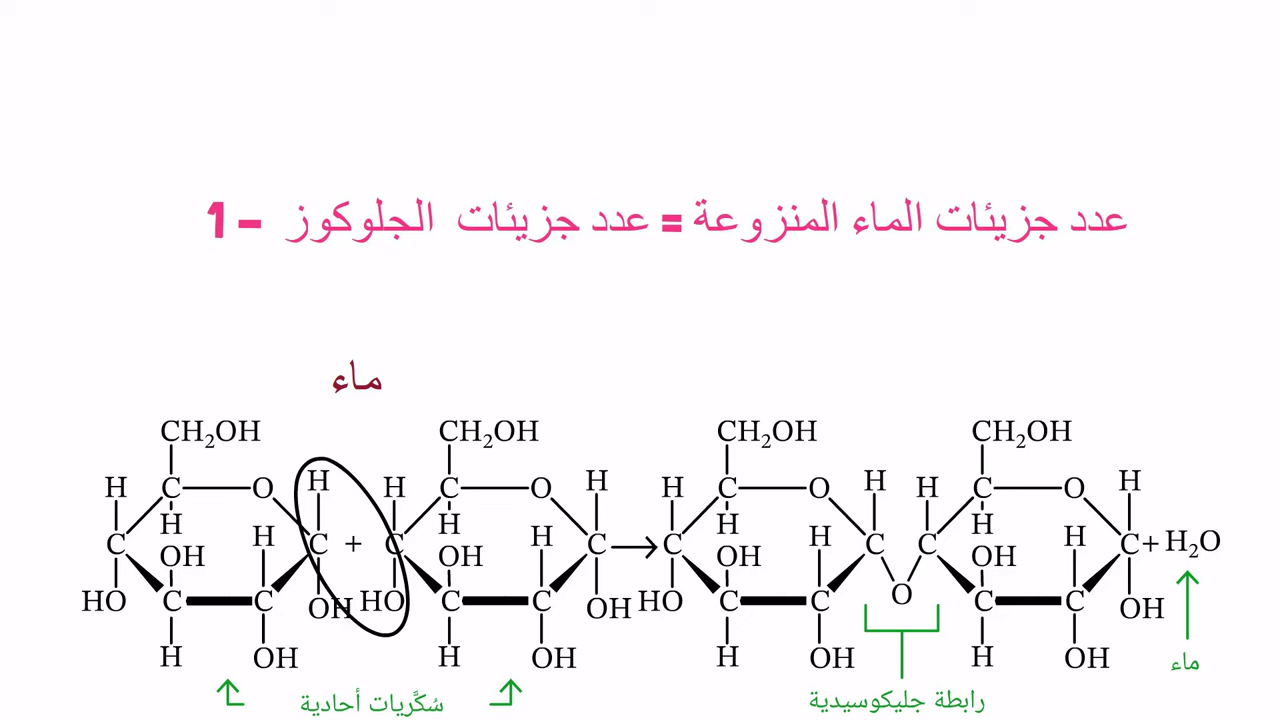 عدد جزيئات الماء المنزوعة = عدد جزيئات الجلوكوز – 1
ماء
CH₂OH CH₂OH CH₂OH CH₂OH
H C O H H C O H H C O H H C O H
H H H H
C OH H C + C OH H C → C OH H C C OH H C + H₂O
HO C C OH HO C C OH HO C C O C C OH
H OH H OH H OH H OH
سُكَّريات أحادية رابطة جليكوسيدية ماء